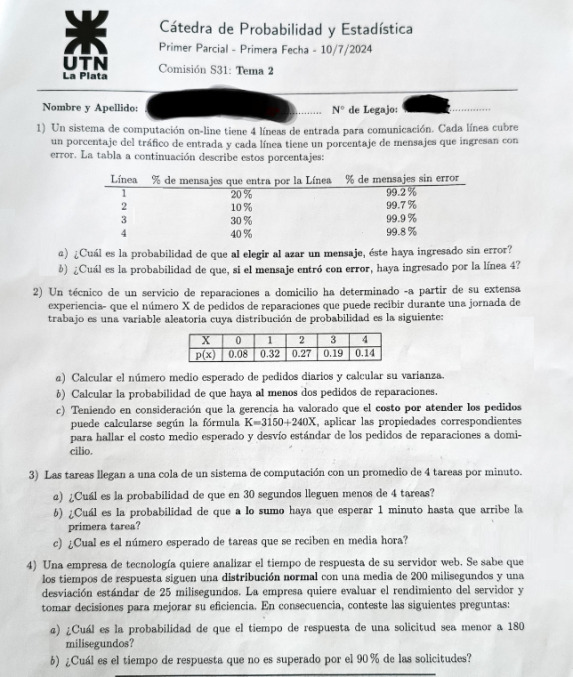 UTN
La Plata
Cátedra de Probabilidad y Estadística
Primer Parcial - Primera Fecha - 10/7/2024
Comisión S31: Tema 2
Nombre y Apellido: N° de Legajo:
1) Un sistema de computación on-line tiene 4 líneas de entrada para comunicación. Cada línea cubre
un porcentaje del tráfico de entrada y cada línea tiene un porcentaje de mensajes que ingresan con
error. La tabla a continuación describe estos porcentajes:
Línea % de mensajes que entra por la Línea % de mensajes sin error
1 20 % 99.2 %
2 10 % 99.7 %
3 30 % 99.9 %
4 40 % 99.8 %
a) ¿Cuál es la probabilidad de que al elegir al azar un mensaje, éste haya ingresado sin error?
b) ¿Cuál es la probabilidad de que, si el mensaje entró con error, haya ingresado por la línea 4?
2) Un técnico de un servicio de reparaciones a domicilio ha determinado -a partir de su extensa
experiencia- que el número X de pedidos de reparaciones que puede recibir durante una jornada de
trabajo es una variable aleatoria cuya distribución de probabilidad es la siguiente:
X 0 1 2 3 4
p(x) 0.08 0.32 0.27 0.19 0.14
a) Calcular el número medio esperado de pedidos diarios y calcular su varianza.
b) Calcular la probabilidad de que haya al menos dos pedidos de reparaciones.
c) Teniendo en consideración que la gerencia ha valorado que el costo por atender los pedidos
puede calcularse según la fórmula K=3150+240X, aplicar las propiedades correspondientes
para hallar el costo medio esperado y desvío estándar de los pedidos de reparaciones a domi-
cilio.
3) Las tareas llegan a una cola de un sistema de computación con un promedio de 4 tareas por minuto.
a) ¿Cuál es la probabilidad de que en 30 segundos lleguen menos de 4 tareas?
b) ¿Cuál es la probabilidad de que a lo sumo haya que esperar 1 minuto hasta que arribe la
primera tarea?
c) ¿Cual es el número esperado de tareas que se reciben en media hora?
4) Una empresa de tecnología quiere analizar el tiempo de respuesta de su servidor web. Se sabe que
los tiempos de respuesta siguen una distribución normal con una media de 200 milisegundos y una
desviación estándar de 25 milisegundos. La empresa quiere evaluar el rendimiento del servidor y
tomar decisiones para mejorar su eficiencia. En consecuencia, conteste las siguientes preguntas:
a) ¿Cuál es la probabilidad de que el tiempo de respuesta de una solicitud sea menor a 180
milisegundos?
b) ¿Cuál es el tiempo de respuesta que no es superado por el 90 % de las solicitudes?